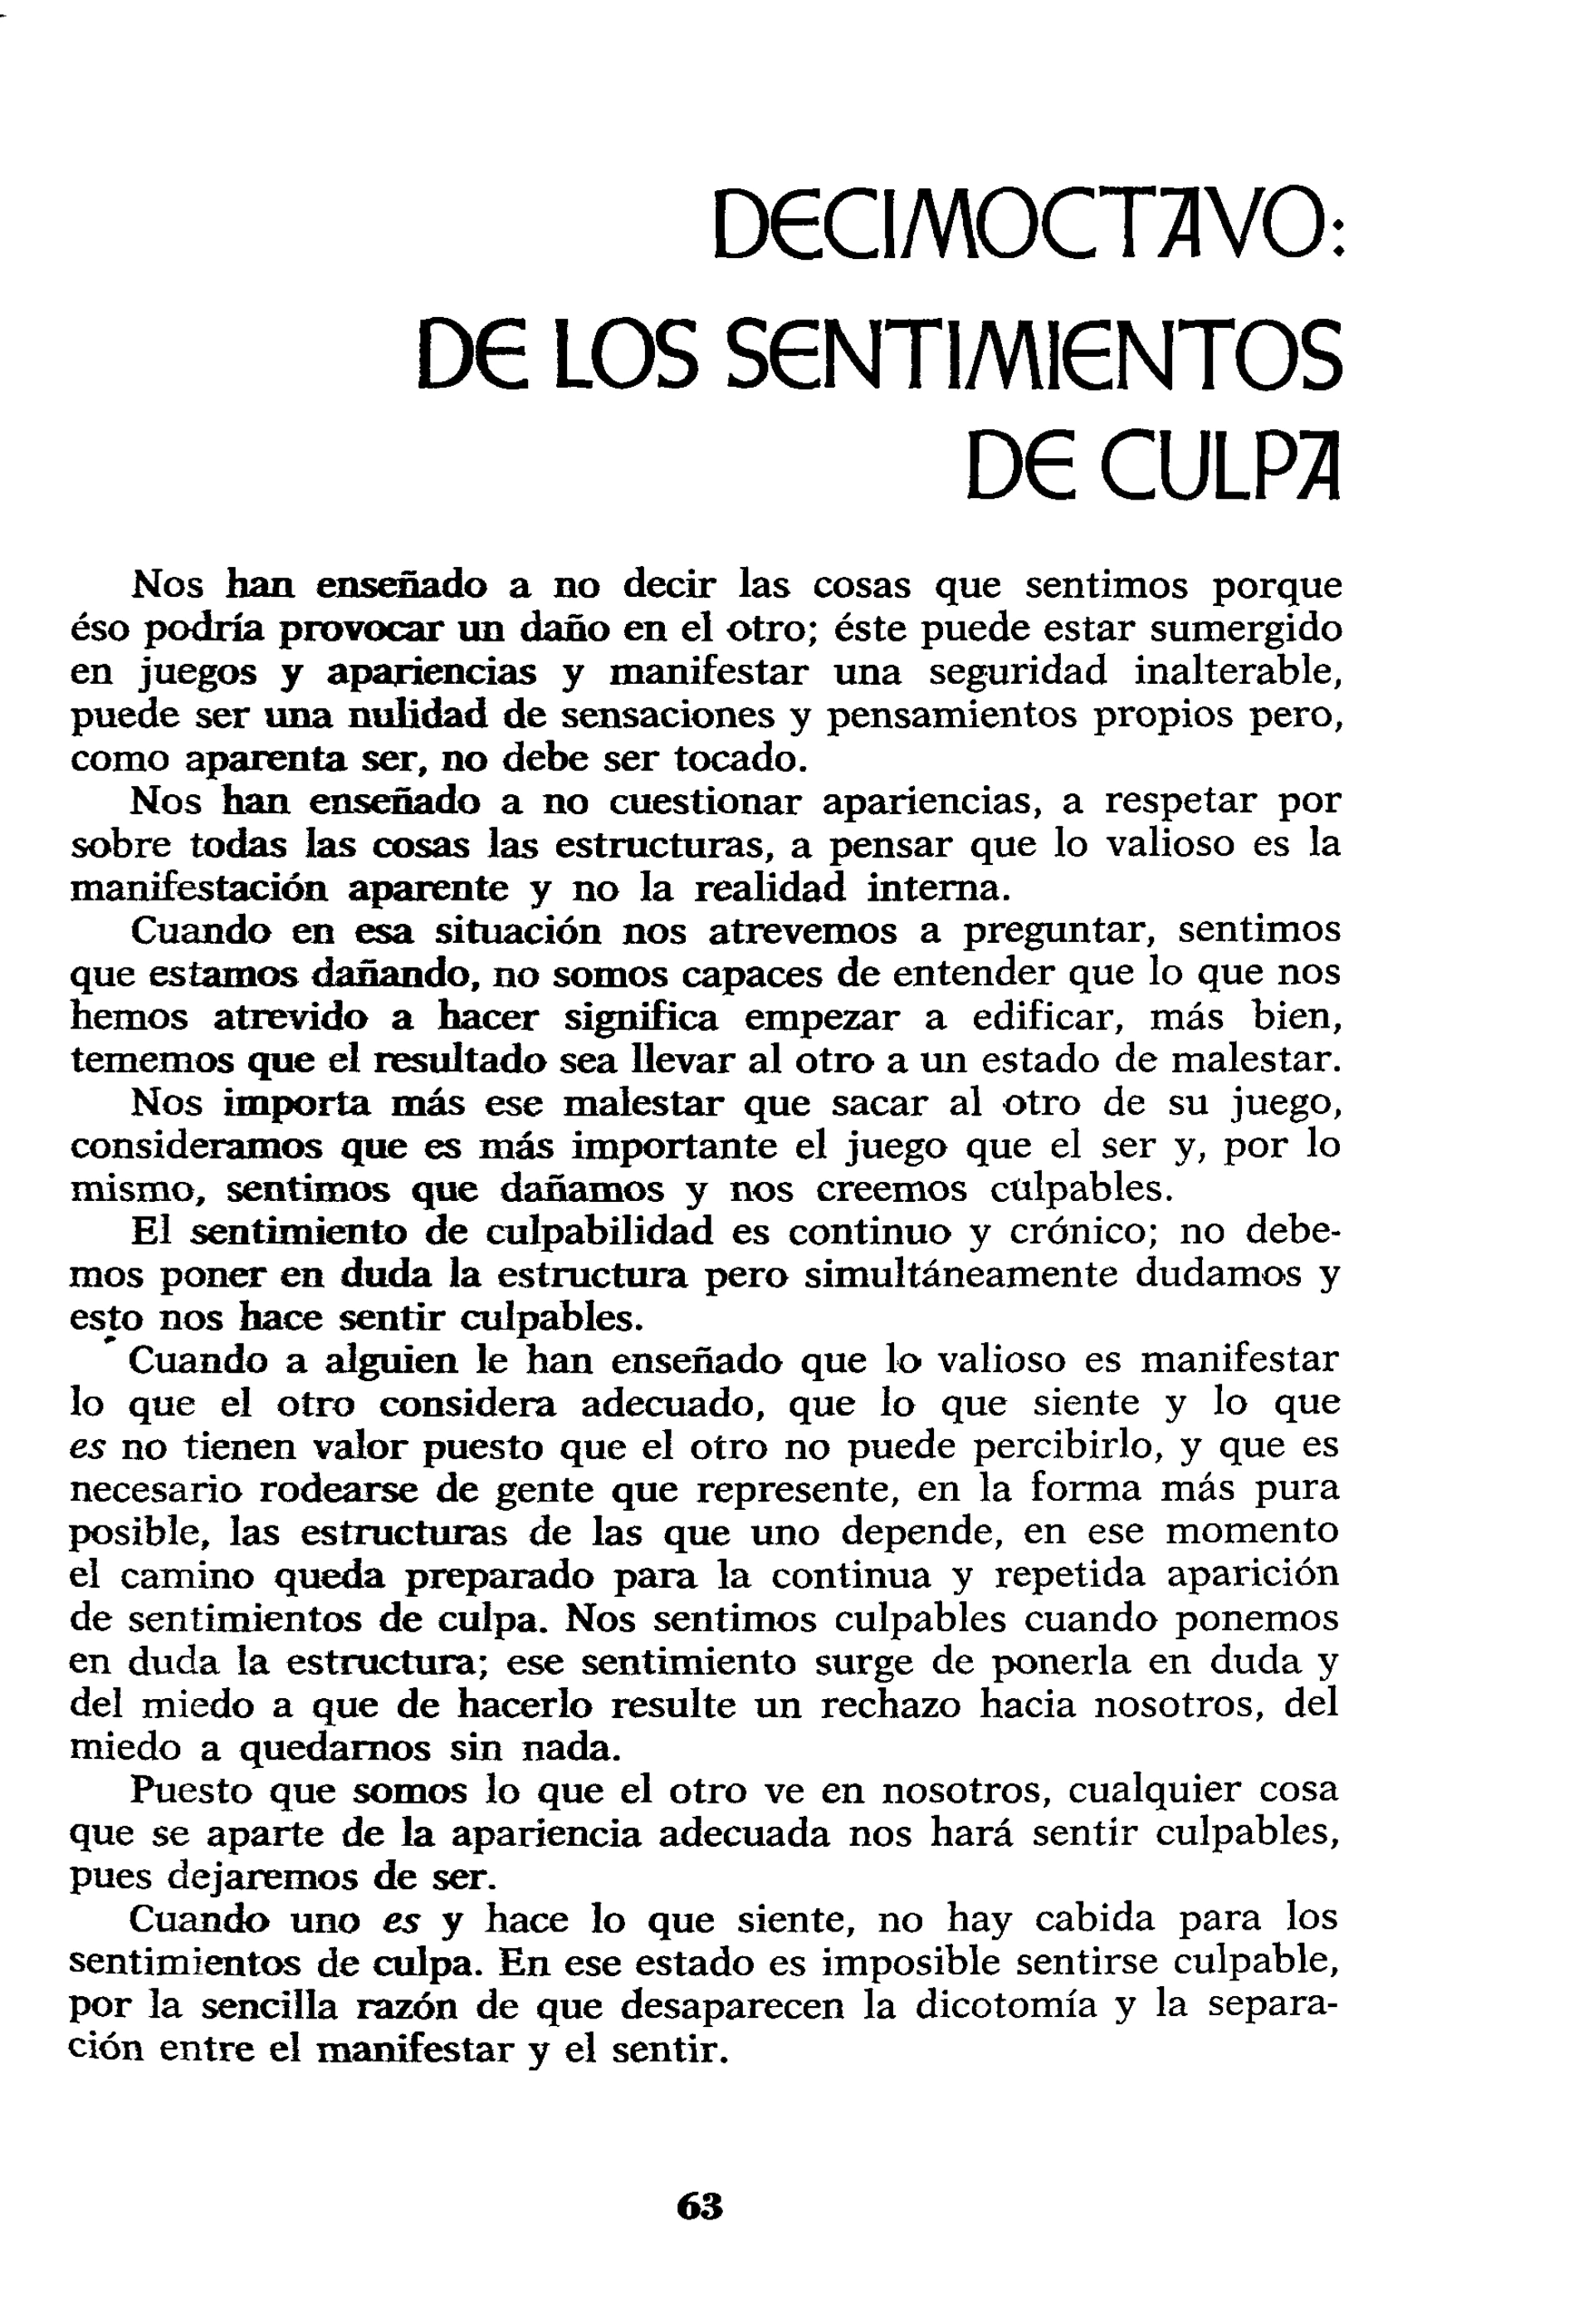 DECIMOCTAVO:
DE LOS SENTIMIENTOS
DE CULPA
Nos han enseñado a no decir las cosas que sentimos porque
éso podría provocar un daño en el otro; éste puede estar sumergido
en juegos y apariencias y manifestar una seguridad inalterable,
puede ser una nulidad de sensaciones y pensamientos propios pero,
como aparenta ser, no debe ser tocado.
Nos han enseñado a no cuestionar apariencias, a respetar por
sobre todas las cosas las estructuras, a pensar que lo valioso es la
manifestación aparente y no la realidad interna.
Cuando en esa situación nos atrevemos a preguntar, sentimos
que estamos dañando, no somos capaces de entender que lo que nos
hemos atrevido a hacer significa empezar a edificar, más bien,
tememos que el resultado sea llevar al otro a un estado de malestar.
Nos importa más ese malestar que sacar al otro de su juego,
consideramos que es más importante el juego que el ser y, por lo
mismo, sentimos que dañamos y nos creemos culpables.
El sentimiento de culpabilidad es continuo y crónico; no debe-
mos poner en duda la estructura pero simultáneamente dudamos y
esto nos hace sentir culpables.
Cuando a alguien le han enseñado que lo valioso es manifestar
lo que el otro considera adecuado, que lo que siente y lo que
es no tienen valor puesto que el otro no puede percibirlo, y que es
necesario rodearse de gente que represente, en la forma más pura
posible, las estructuras de las que uno depende, en ese momento
el camino queda preparado para la continua y repetida aparición
de sentimientos de culpa. Nos sentimos culpables cuando ponemos
en duda la estructura; ese sentimiento surge de ponerla en duda y
del miedo a que de hacerlo resulte un rechazo hacia nosotros, del
miedo a quedarnos sin nada.
Puesto que somos lo que el otro ve en nosotros, cualquier cosa
que se aparte de la apariencia adecuada nos hará sentir culpables,
pues dejaremos de ser.
Cuando uno es y hace lo que siente, no hay cabida para los
sentimientos de culpa. En ese estado es imposible sentirse culpable,
por la sencilla razón de que desaparecen la dicotomía y la separa-
ción entre el manifestar y el sentir.
63